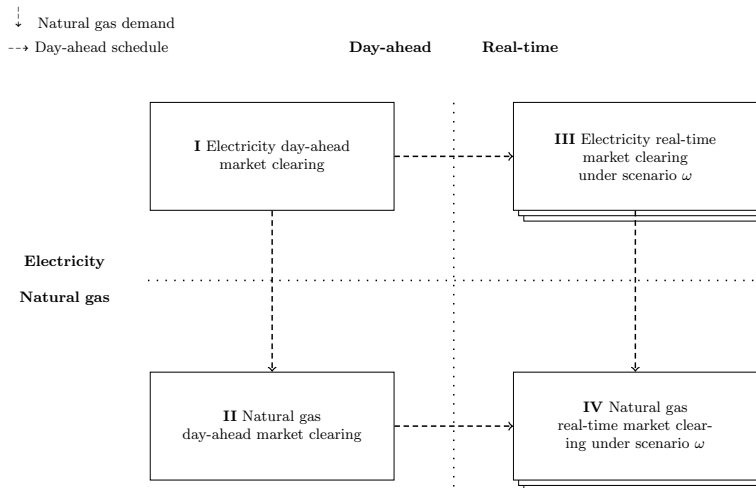 Natural gas demand
Day-ahead schedule
Day-ahead
Real-time
I Electricity day-ahead
market clearing
III Electricity real-time
market clearing
under scenario ω
Electricity
Natural gas
II Natural gas
day-ahead market clearing
IV Natural gas
real-time market clear-
ing under scenario ω